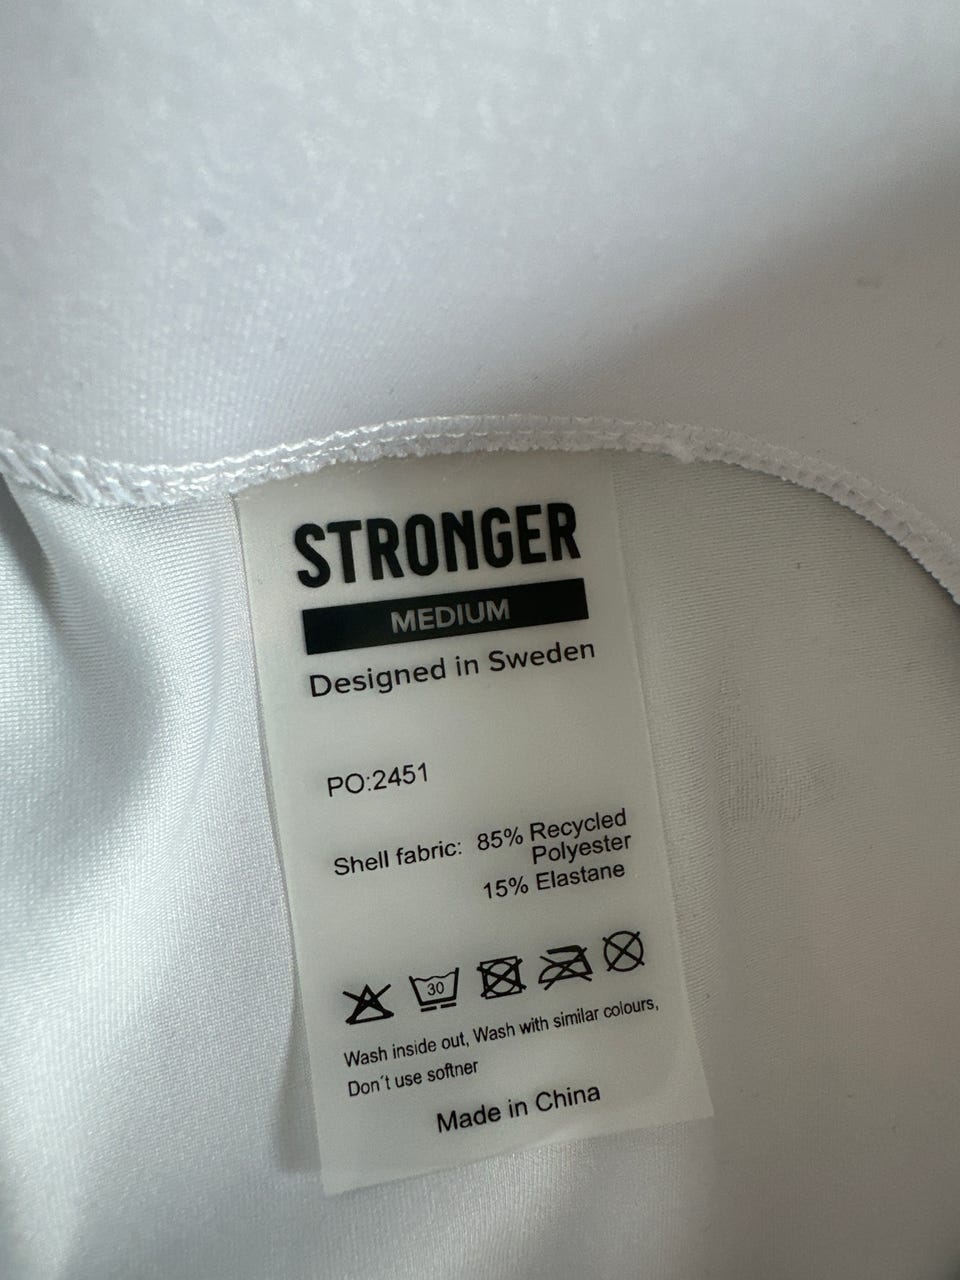 STRONGER
MEDIUM
Designed in Sweden
PO:2451
Shell fabric: 85% Recycled
Polyester
15% Elastane
30
Wash inside out, Wash with similar colours,
Don´t use softner
Made in China